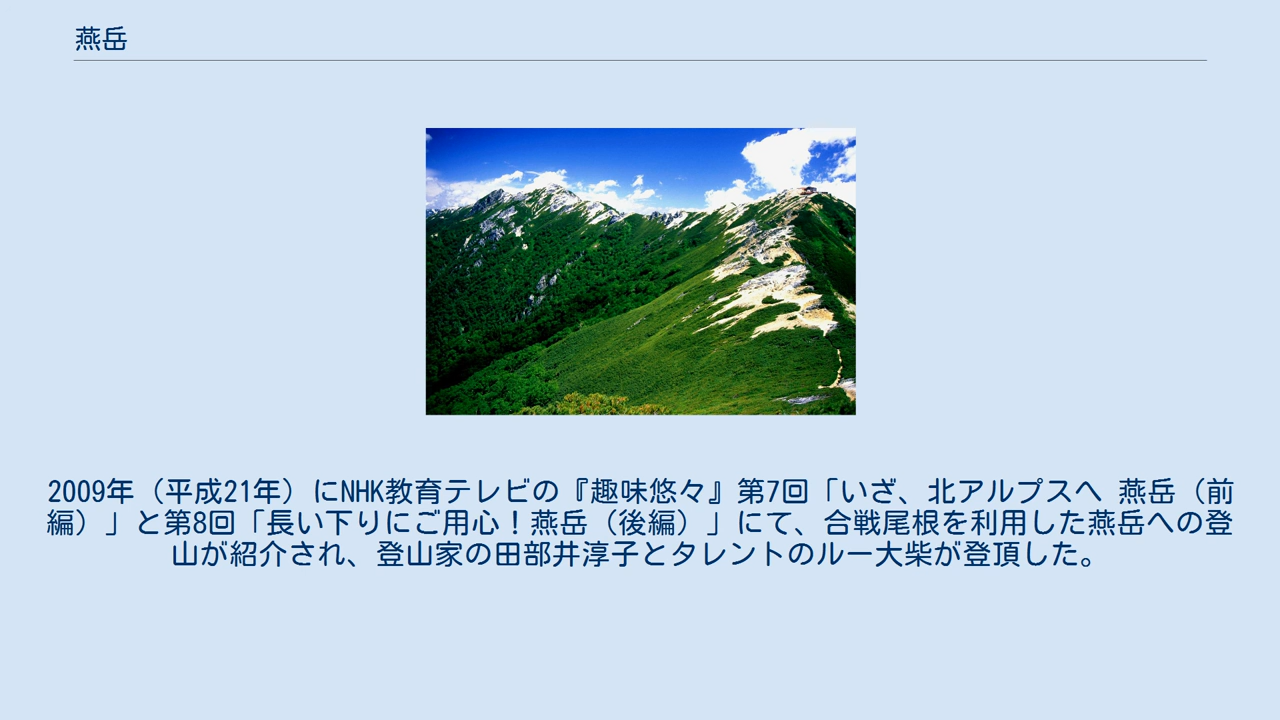 燕岳
2009年（平成21年）にNHK教育テレビの『趣味悠々』第7回「いざ、北アルプスへ 燕岳（前
編）」と第8回「長い下りにご用心！燕岳（後編）」にて、合戦尾根を利用した燕岳への登
山が紹介され、登山家の田部井淳子とタレントのルー大柴が登頂した。